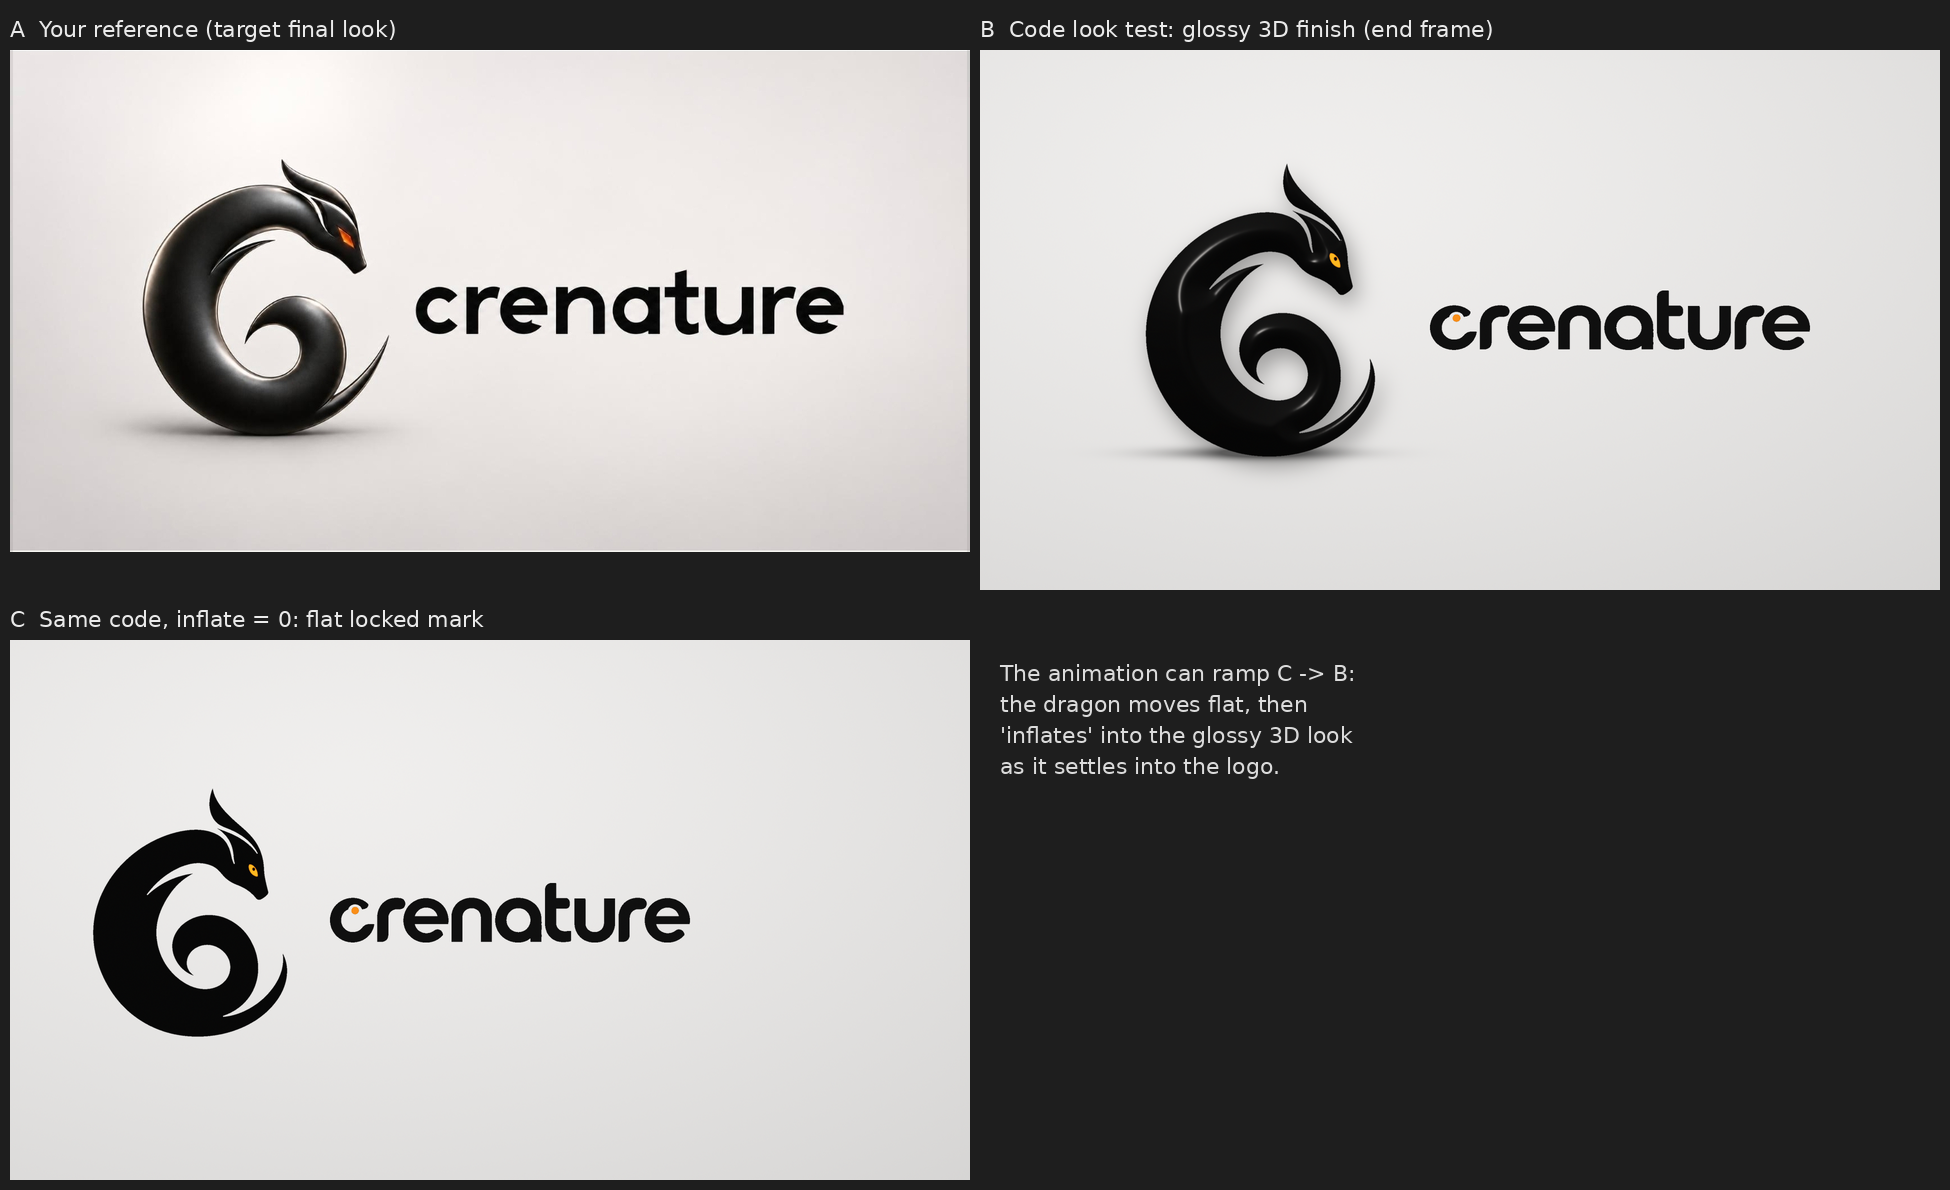 A  Your reference (target final look)
B  Code look test: glossy 3D finish (end frame)
crenature
crenature
C  Same code, inflate = 0: flat locked mark
The animation can ramp C -> B:
the dragon moves flat, then
'inflates' into the glossy 3D look
as it settles into the logo.
crenature